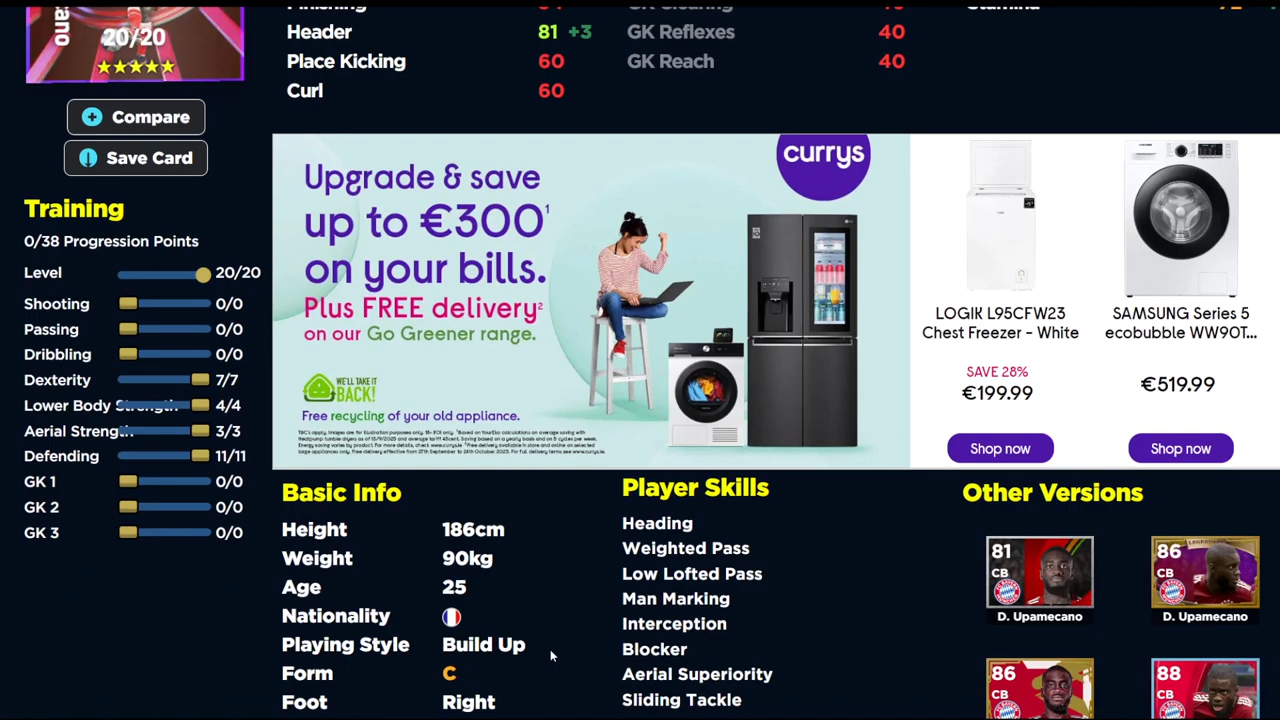 cano
20/20
Compare
Save Card
Training
0/38 Progression Points
Level 20/20
Shooting 0/0
Passing 0/0
Dribbling 0/0
Dexterity 7/7
Lower Body Strength 4/4
Aerial Strength 3/3
Defending 11/11
GK 1 0/0
GK 2 0/0
GK 3 0/0
Header 81 +3
Place Kicking 60
Curl 60
GK Reflexes 40
GK Reach 40
currys
Upgrade & save
up to €300¹
on your bills.
Plus FREE delivery²
on our Go Greener range.
WE'LL TAKE IT
BACK!
Free recycling of your old appliance.
LOGIK L95CFW23
Chest Freezer - White
SAVE 28%
€199.99
Shop now
SAMSUNG Series 5
ecobubble WW90T...
€519.99
Shop now
Basic Info
Height 186cm
Weight 90kg
Age 25
Nationality
Playing Style Build Up
Form C
Foot Right
Player Skills
Heading
Weighted Pass
Low Lofted Pass
Man Marking
Interception
Blocker
Aerial Superiority
Sliding Tackle
Other Versions
81
CB
D. Upamecano
86
CB
D. Upamecano
86
CB
88
CB